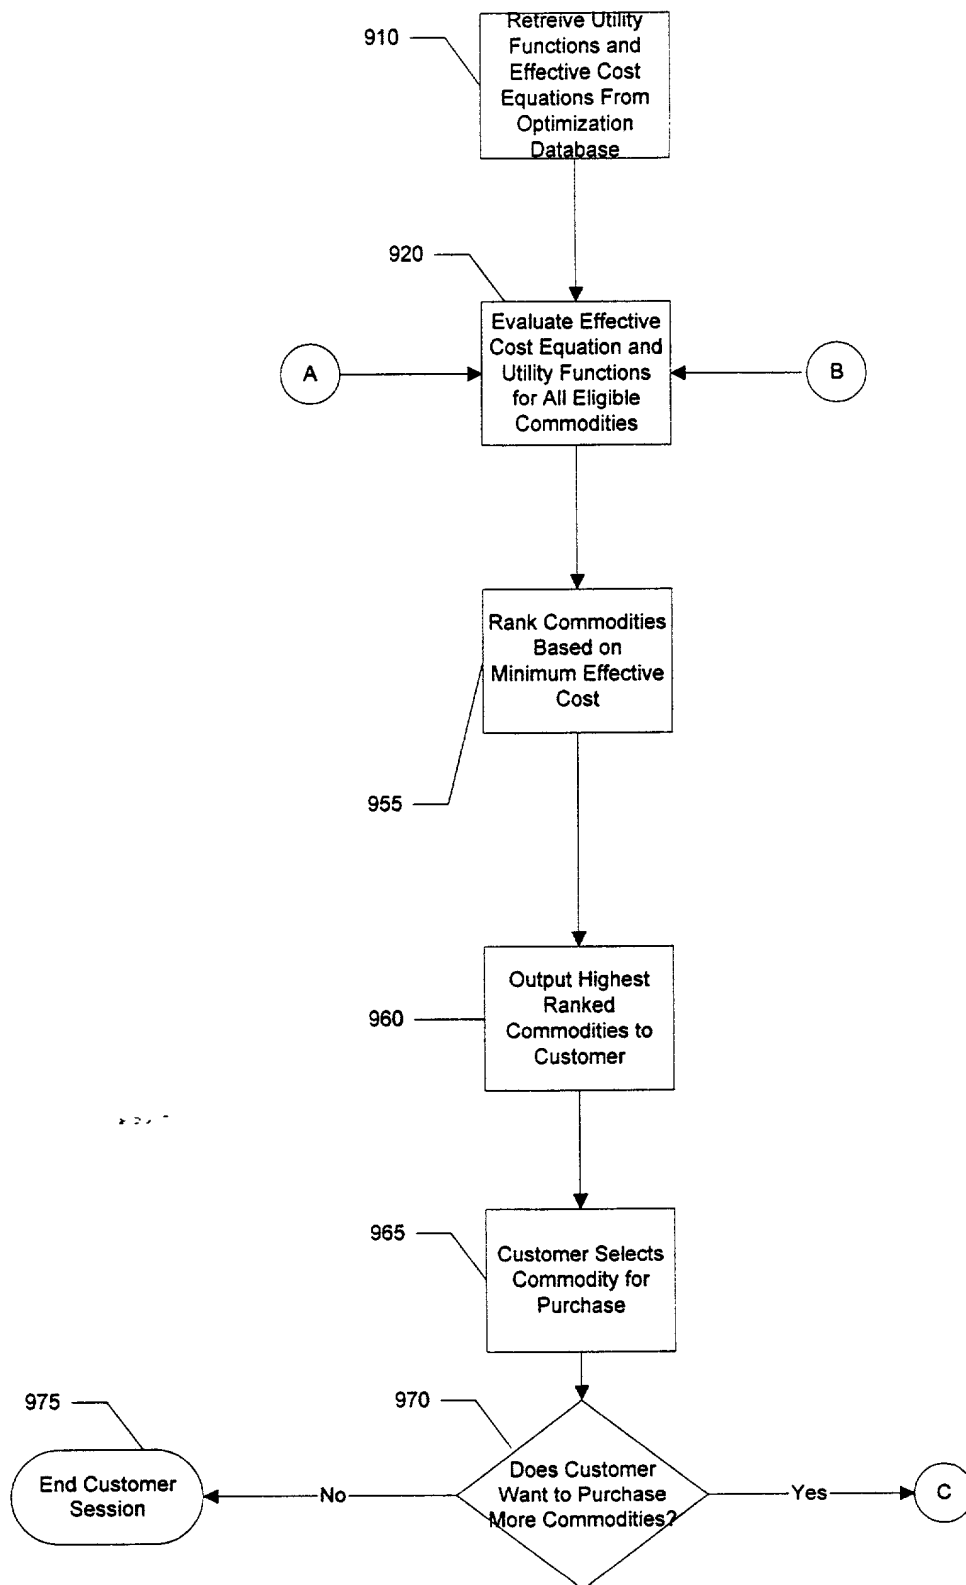 910
Retreive Utility
Functions and
Effective Cost
Equations From
Optimization
Database
920
Evaluate Effective
Cost Equation and
Utility Functions
for All Eligible
Commodities
A
B
Rank Commodities
Based on
Minimum Effective
Cost
955
Output Highest
Ranked
Commodities to
Customer
960
965
Customer Selects
Commodity for
Purchase
975
970
End Customer
Session
No
Does Customer
Want to Purchase
More Commodities?
Yes
C